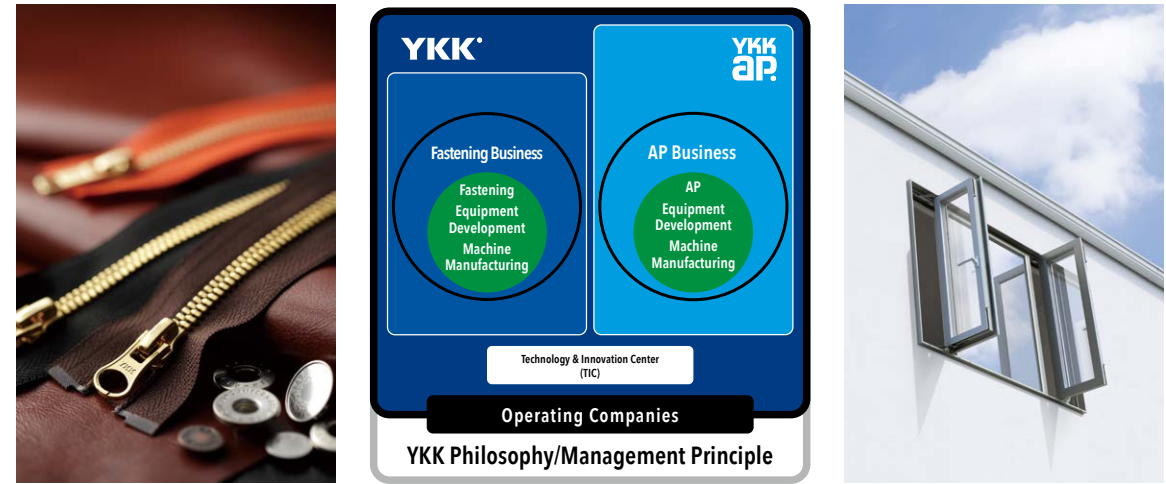 YKK
YKK
ap
Fastening Business
Fastening
Equipment
Development
Machine
Manufacturing
AP Business
AP
Equipment
Development
Machine
Manufacturing
Technology & Innovation Center
(TIC)
Operating Companies
YKK Philosophy/Management Principle
YKK